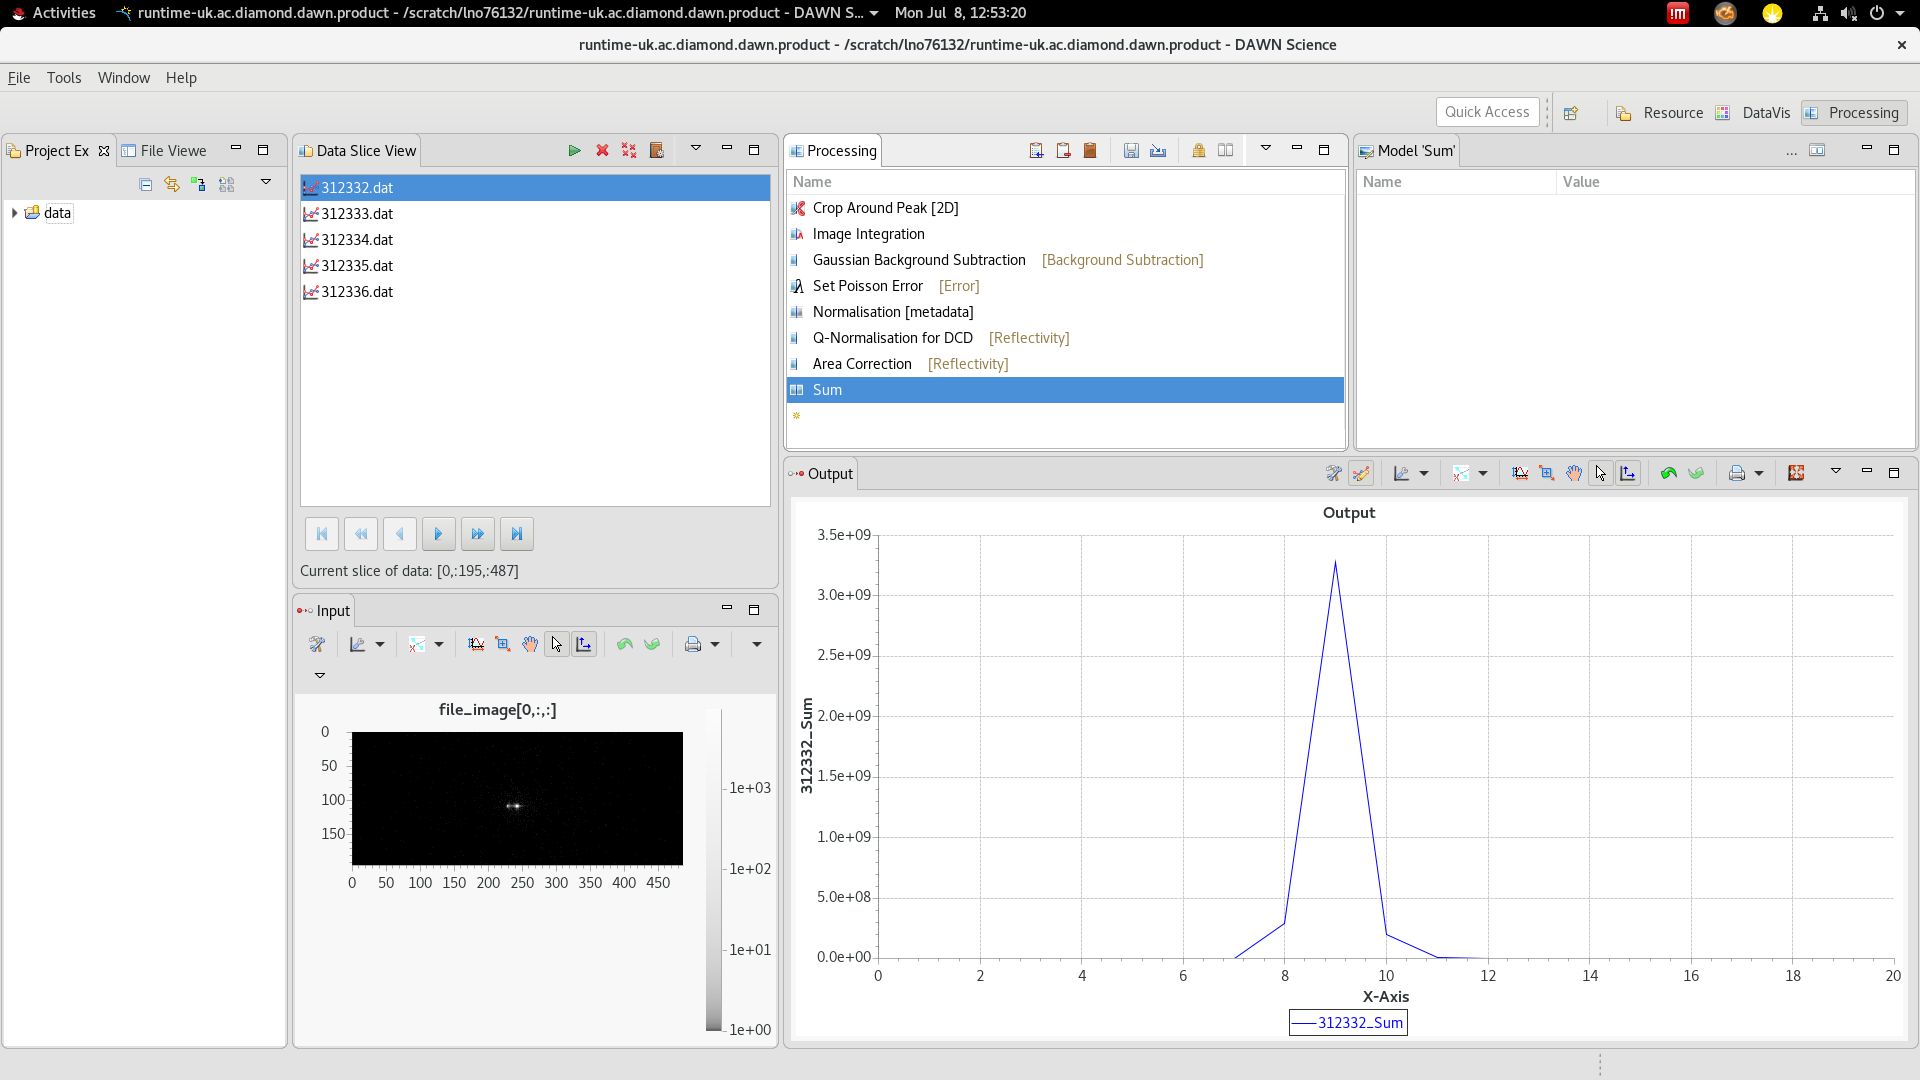 Activities
runtime-uk.ac.diamond.dawn.product - /scratch/lno76132/runtime-uk.ac.diamond.dawn.product - DAWN S...
Mon Jul 8, 12:53:20
!m
runtime-uk.ac.diamond.dawn.product - /scratch/lno76132/runtime-uk.ac.diamond.dawn.product - DAWN Science
File Tools Window Help
Quick Access
Resource
DataVis
Processing
Project Ex
File Viewe
data
Data Slice View
312332.dat
312333.dat
312334.dat
312335.dat
312336.dat
Current slice of data: [0,:195,:487]
Input
file_image[0,:,:]
0
50
100
150
0 50 100 150 200 250 300 350 400 450
1e+03
1e+02
1e+01
1e+00
Processing
Name
Crop Around Peak [2D]
Image Integration
Gaussian Background Subtraction [Background Subtraction]
Set Poisson Error [Error]
Normalisation [metadata]
Q-Normalisation for DCD [Reflectivity]
Area Correction [Reflectivity]
Sum
Model 'Sum'
...
Name Value
Output
Output
3.5e+09
3.0e+09
2.5e+09
2.0e+09
1.5e+09
1.0e+09
5.0e+08
0.0e+00
312332_Sum
0 2 4 6 8 10 12 14 16 18 20
X-Axis
312332_Sum